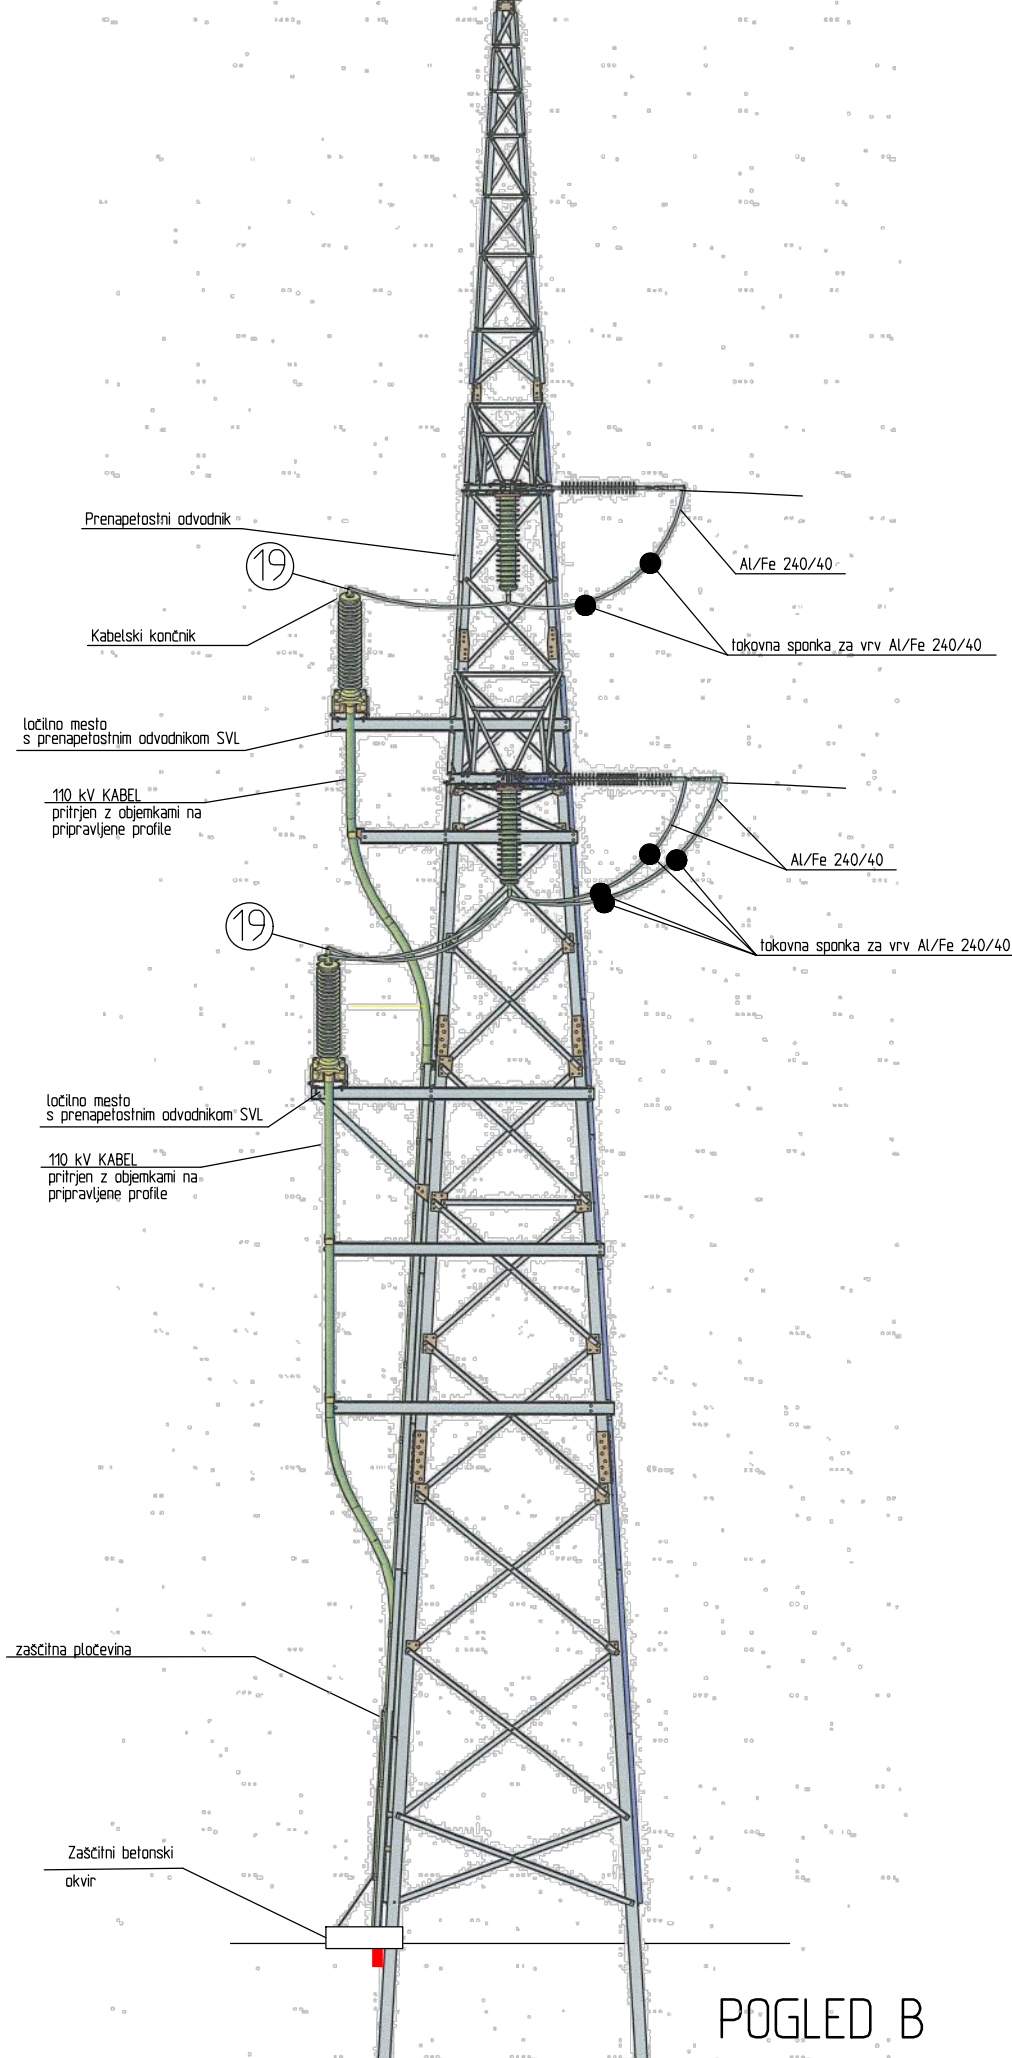 Prenapetostni odvodnik
19
Al/Fe 240/40
Kabelski končnik
tokovna sponka za vrv Al/Fe 240/40
ločilno mesto
s prenapetostnim odvodnikom SVL
110 kV KABEL
pritrjen z objemkami na
pripravljene profile
Al/Fe 240/40
19
tokovna sponka za vrv Al/Fe 240/40
ločilno mesto
s prenapetostnim odvodnikom SVL
110 kV KABEL
pritrjen z objemkami na
pripravljene profile
zaščitna pločevina
Zaščitni betonski
okvir
POGLED B